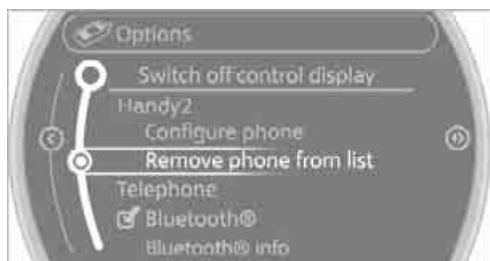 Options
Switch off control display
Handy2
Configure phone
Remove phone from list
Telephone
Bluetooth®
Bluetooth® info